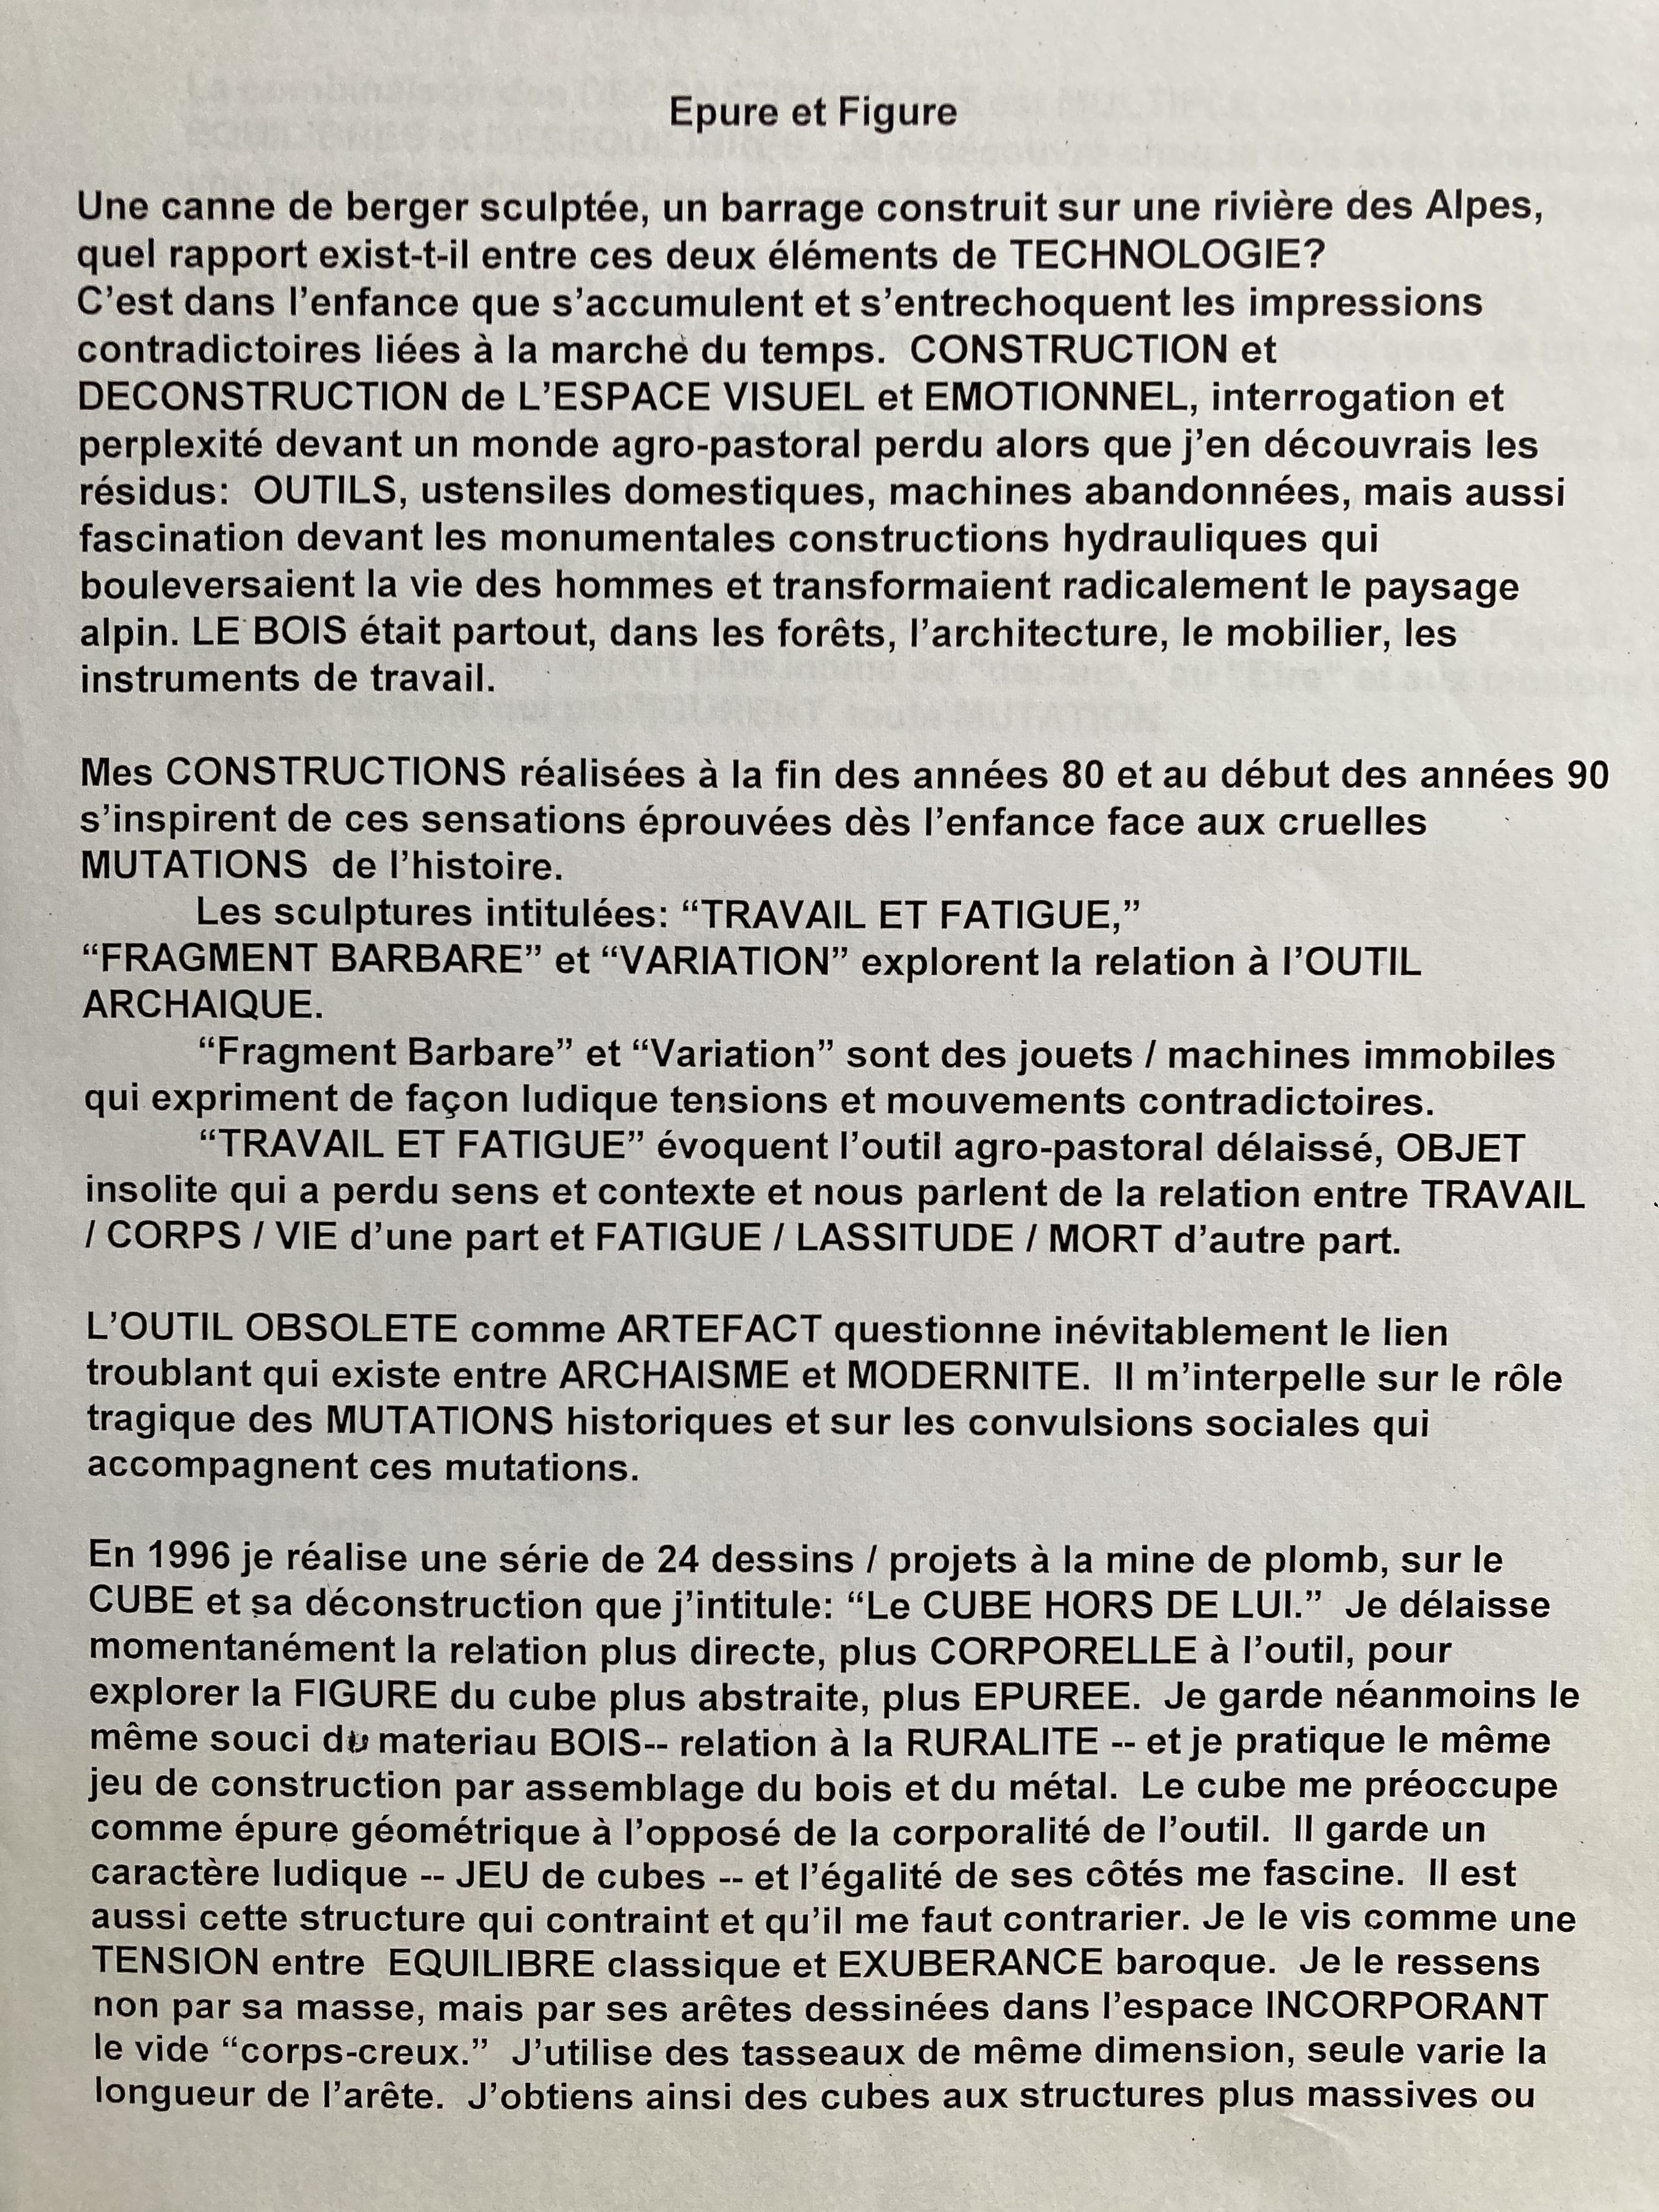 Epure et Figure
Une canne de berger sculptée, un barrage construit sur une rivière des Alpes,
quel rapport exist-t-il entre ces deux éléments de TECHNOLOGIE?
C’est dans l’enfance que s’accumulent et s’entrechoquent les impressions
contradictoires liées à la marche du temps.  CONSTRUCTION et
DECONSTRUCTION de L’ESPACE VISUEL et EMOTIONNEL, interrogation et
perplexité devant un monde agro-pastoral perdu alors que j’en découvrais les
résidus:  OUTILS, ustensiles domestiques, machines abandonnées, mais aussi
fascination devant les monumentales constructions hydrauliques qui
bouleversaient la vie des hommes et transformaient radicalement le paysage
alpin. LE BOIS était partout, dans les forêts, l’architecture, le mobilier, les
instruments de travail.
Mes CONSTRUCTIONS réalisées à la fin des années 80 et au début des années 90
s’inspirent de ces sensations éprouvées dès l’enfance face aux cruelles
MUTATIONS  de l’histoire.
Les sculptures intitulées: “TRAVAIL ET FATIGUE,”
“FRAGMENT BARBARE” et “VARIATION” explorent la relation à l’OUTIL
ARCHAIQUE.
“Fragment Barbare” et “Variation” sont des jouets / machines immobiles
qui expriment de façon ludique tensions et mouvements contradictoires.
“TRAVAIL ET FATIGUE” évoquent l’outil agro-pastoral délaissé, OBJET
insolite qui a perdu sens et contexte et nous parlent de la relation entre TRAVAIL
/ CORPS / VIE d’une part et FATIGUE / LASSITUDE / MORT d’autre part.
L’OUTIL OBSOLETE comme ARTEFACT questionne inévitablement le lien
troublant qui existe entre ARCHAISME et MODERNITE.  Il m’interpelle sur le rôle
tragique des MUTATIONS historiques et sur les convulsions sociales qui
accompagnent ces mutations.
En 1996 je réalise une série de 24 dessins / projets à la mine de plomb, sur le
CUBE et sa déconstruction que j’intitule: “Le CUBE HORS DE LUI.”  Je délaisse
momentanément la relation plus directe, plus CORPORELLE à l’outil, pour
explorer la FIGURE du cube plus abstraite, plus EPUREE.  Je garde néanmoins le
même souci du materiau BOIS-- relation à la RURALITE -- et je pratique le même
jeu de construction par assemblage du bois et du métal.  Le cube me préoccupe
comme épure géométrique à l’opposé de la corporalité de l’outil.  Il garde un
caractère ludique -- JEU de cubes -- et l’égalité de ses côtés me fascine.  Il est
aussi cette structure qui contraint et qu’il me faut contrarier. Je le vis comme une
TENSION entre  EQUILIBRE classique et EXUBERANCE baroque.  Je le ressens
non par sa masse, mais par ses arêtes dessinées dans l’espace INCORPORANT
le vide “corps-creux.”  J’utilise des tasseaux de même dimension, seule varie la
longueur de l’arête.  J’obtiens ainsi des cubes aux structures plus massives ou